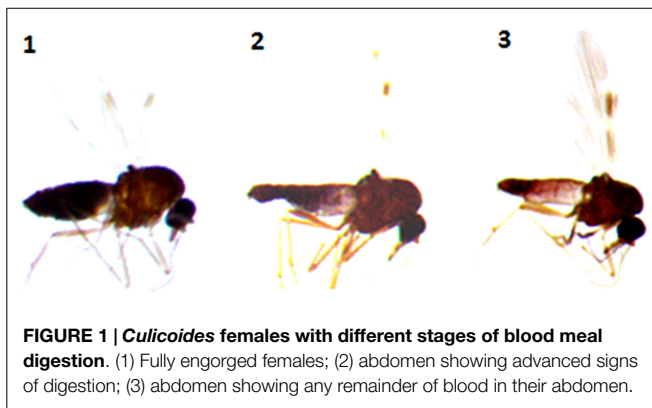 1 2 3
FIGURE 1 | Culicoides females with different stages of blood meal
digestion. (1) Fully engorged females; (2) abdomen showing advanced signs
of digestion; (3) abdomen showing any remainder of blood in their abdomen.